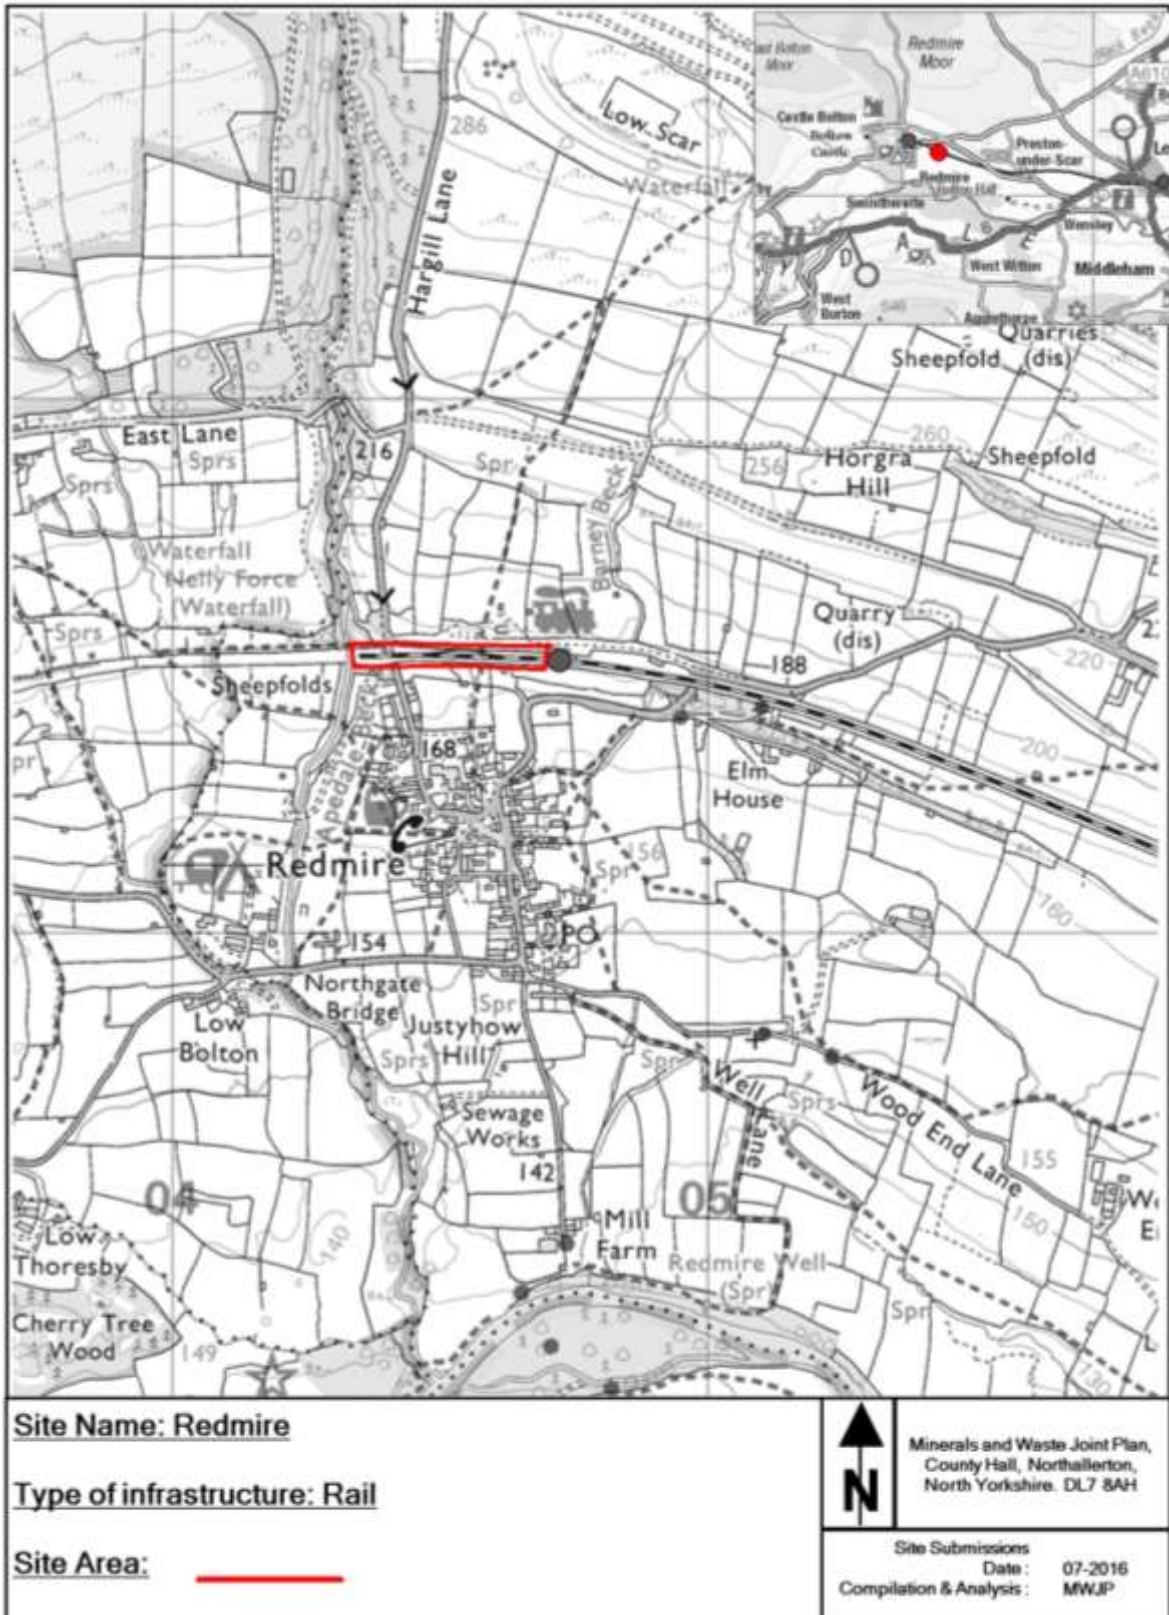 286
Low Scar
Waterfall
Hargill Lane
Redmire
Moor
Castle Bolton
Bolton
Castle
Preston-
under-Scar
Redmire
Wensley
West Witton
Middleham
West
Burton
D
A
L
E
Quarries
(dis)
Sheepfold
East Lane
Sprs
Sprs
216
Spr
256
260
Horgra
Hill
Sheepfold
Barney Beck
Waterfall
Nelly Force
(Waterfall)
Sprs
Quarry
(dis)
188
220
Sheepfolds
Apedale Beck
168
200
Elm
House
Redmire
156
Spr
160
PO
154
Northgate
Bridge
Spr
Low
Bolton
Justyhow
Hill
Sprs
Spr
Well Lane
Sprs
Wood End Lane
Sewage
Works
142
155
150
04
05
140
Mill
Farm
Low
Thoresby
Redmire Well
(Spr)
Spr
Cherry Tree
Wood
149
130
Site Name: Redmire
Type of infrastructure: Rail
Site Area:
N
Minerals and Waste Joint Plan,
County Hall, Northallerton,
North Yorkshire. DL7 8AH
Site Submissions
Date : 07-2016
Compilation & Analysis : MWJP